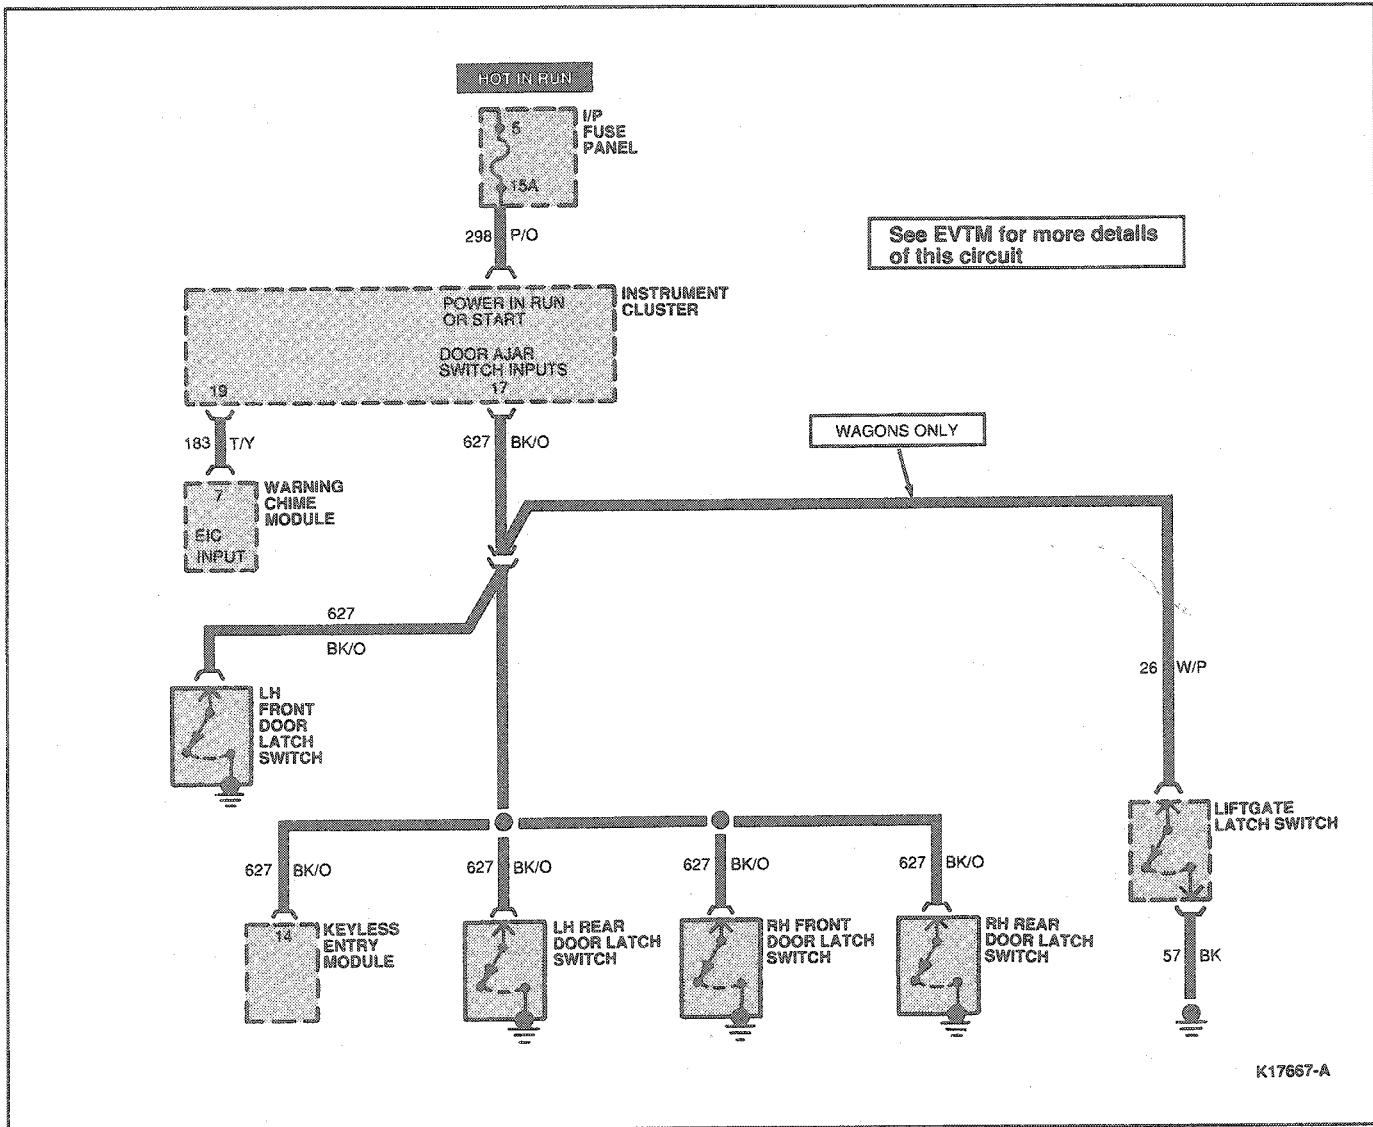 HOT IN RUN
I/P
FUSE
PANEL
5
15A
298 P/O
See EVTM for more details
of this circuit
INSTRUMENT
CLUSTER
POWER IN RUN
OR START
DOOR AJAR
SWITCH INPUTS
19
17
183 T/Y
627 BK/O
WAGONS ONLY
7
EIC
INPUT
WARNING
CHIME
MODULE
627
BK/O
26 W/P
LH
FRONT
DOOR
LATCH
SWITCH
LIFTGATE
LATCH SWITCH
627 BK/O
627 BK/O
627 BK/O
627 BK/O
14
KEYLESS
ENTRY
MODULE
LH REAR
DOOR LATCH
SWITCH
RH FRONT
DOOR LATCH
SWITCH
RH REAR
DOOR LATCH
SWITCH
57 BK
K17667-A